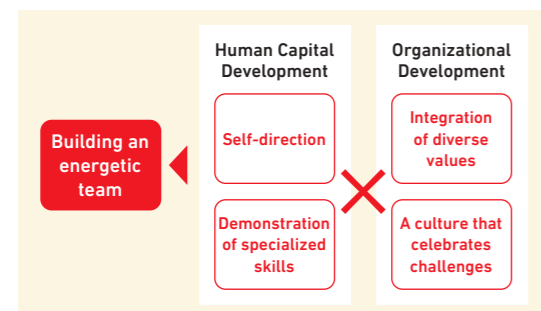 Building an
energetic
team
Human Capital
Development
Self-direction
Demonstration
of specialized
skills
Organizational
Development
Integration
of diverse
values
A culture that
celebrates
challenges